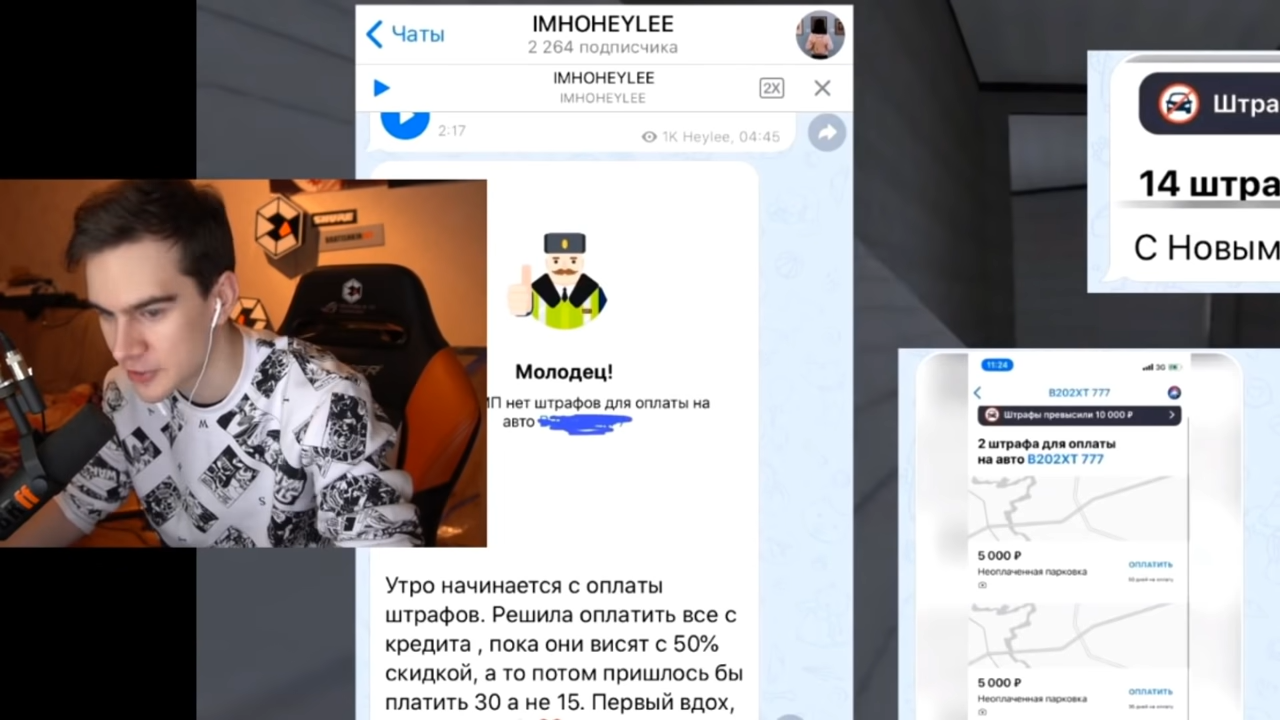 Чаты
IMHOHEYLEE
2 264 подписчика
IMHOHEYLEE
IMHOHEYLEE
2X
2:17
1K Heylee, 04:45
Молодец!
нет штрафов для оплаты на
авто
Утро начинается с оплаты
штрафов. Решила оплатить все с
кредита , пока они висят с 50%
скидкой, а то потом пришлось бы
платить 30 а не 15. Первый вдох,
SHURE
Штра
14 штра
С Новым
11:24
3G
В202ХТ 777
Штрафы превысили 10 000 ₽
2 штрафа для оплаты
на авто В202ХТ 777
5 000 ₽
ОПЛАТИТЬ
Неоплаченная парковка
5 000 ₽
ОПЛАТИТЬ
Неоплаченная парковка